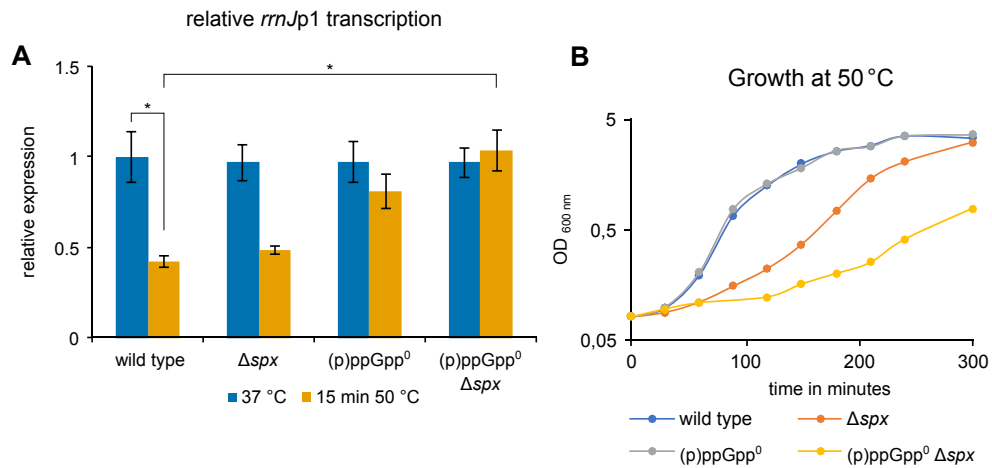 relative rrnJp1 transcription
A
relative expression
1.5
1
0.5
0
*
*
wild type
Δspx
(p)ppGpp⁰
(p)ppGpp⁰
Δspx
37 °C
15 min 50 °C
B
Growth at 50 °C
OD 600 nm
5
0,5
0,05
0
100
200
300
time in minutes
wild type
Δspx
(p)ppGpp⁰
(p)ppGpp⁰ Δspx